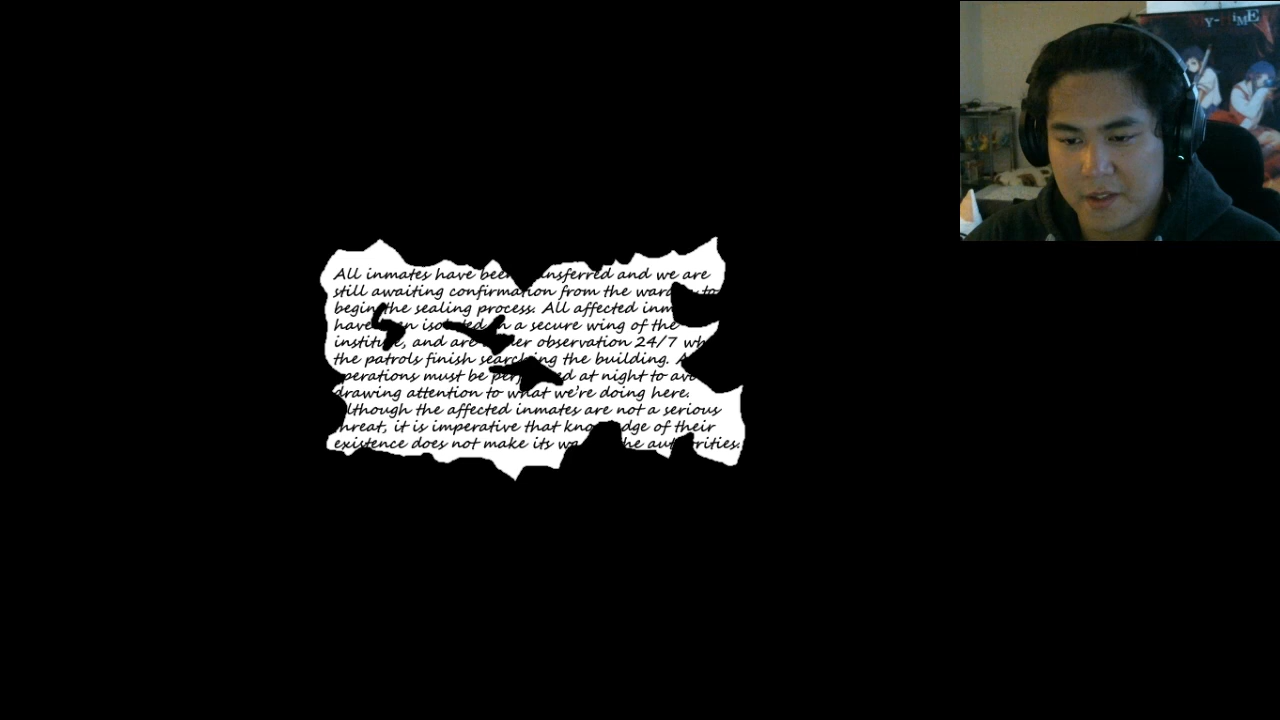 All inmates have been transferred and we are
still awaiting confirmation from the warden to
begin the sealing process. All affected inm
have been isolated in a secure wing of the
institute, and are under observation 24/7 wh
the patrols finish searching the building. A
operations must be performed at night to avo
drawing attention to what we're doing here.
Although the affected inmates are not a serious
threat, it is imperative that knowledge of their
existence does not make its way the authorities.